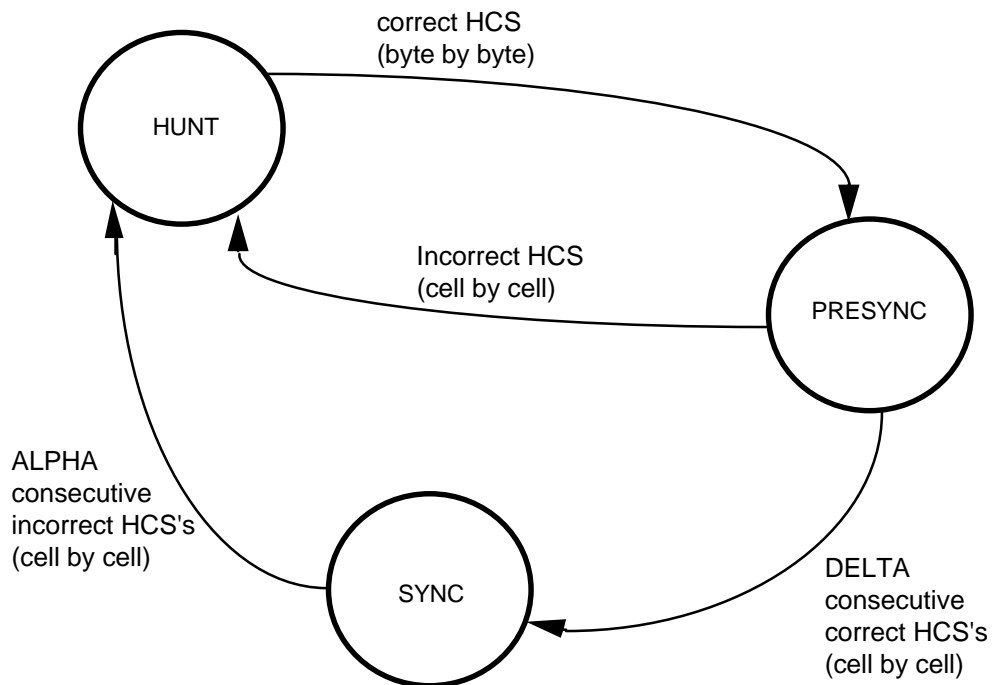 correct HCS
(byte by byte)
HUNT
Incorrect HCS
(cell by cell)
PRESYNC
ALPHA
consecutive
incorrect HCS's
(cell by cell)
SYNC
DELTA
consecutive
correct HCS's
(cell by cell)